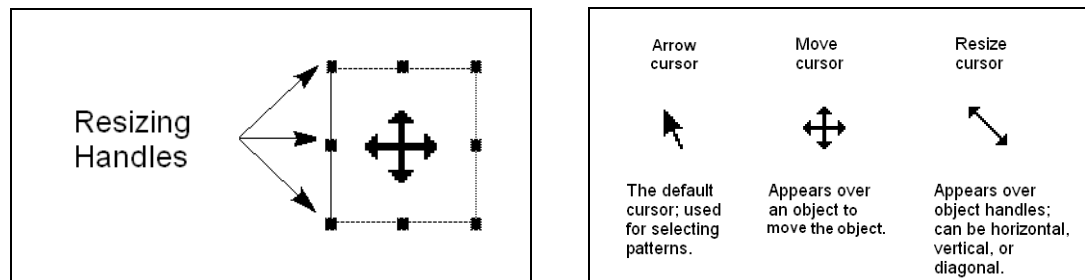 Resizing
Handles
Arrow
cursor
Move
cursor
Resize
cursor
The default
cursor; used
for selecting
patterns.
Appears over
an object to
move the object.
Appears over
object handles;
can be horizontal,
vertical, or
diagonal.